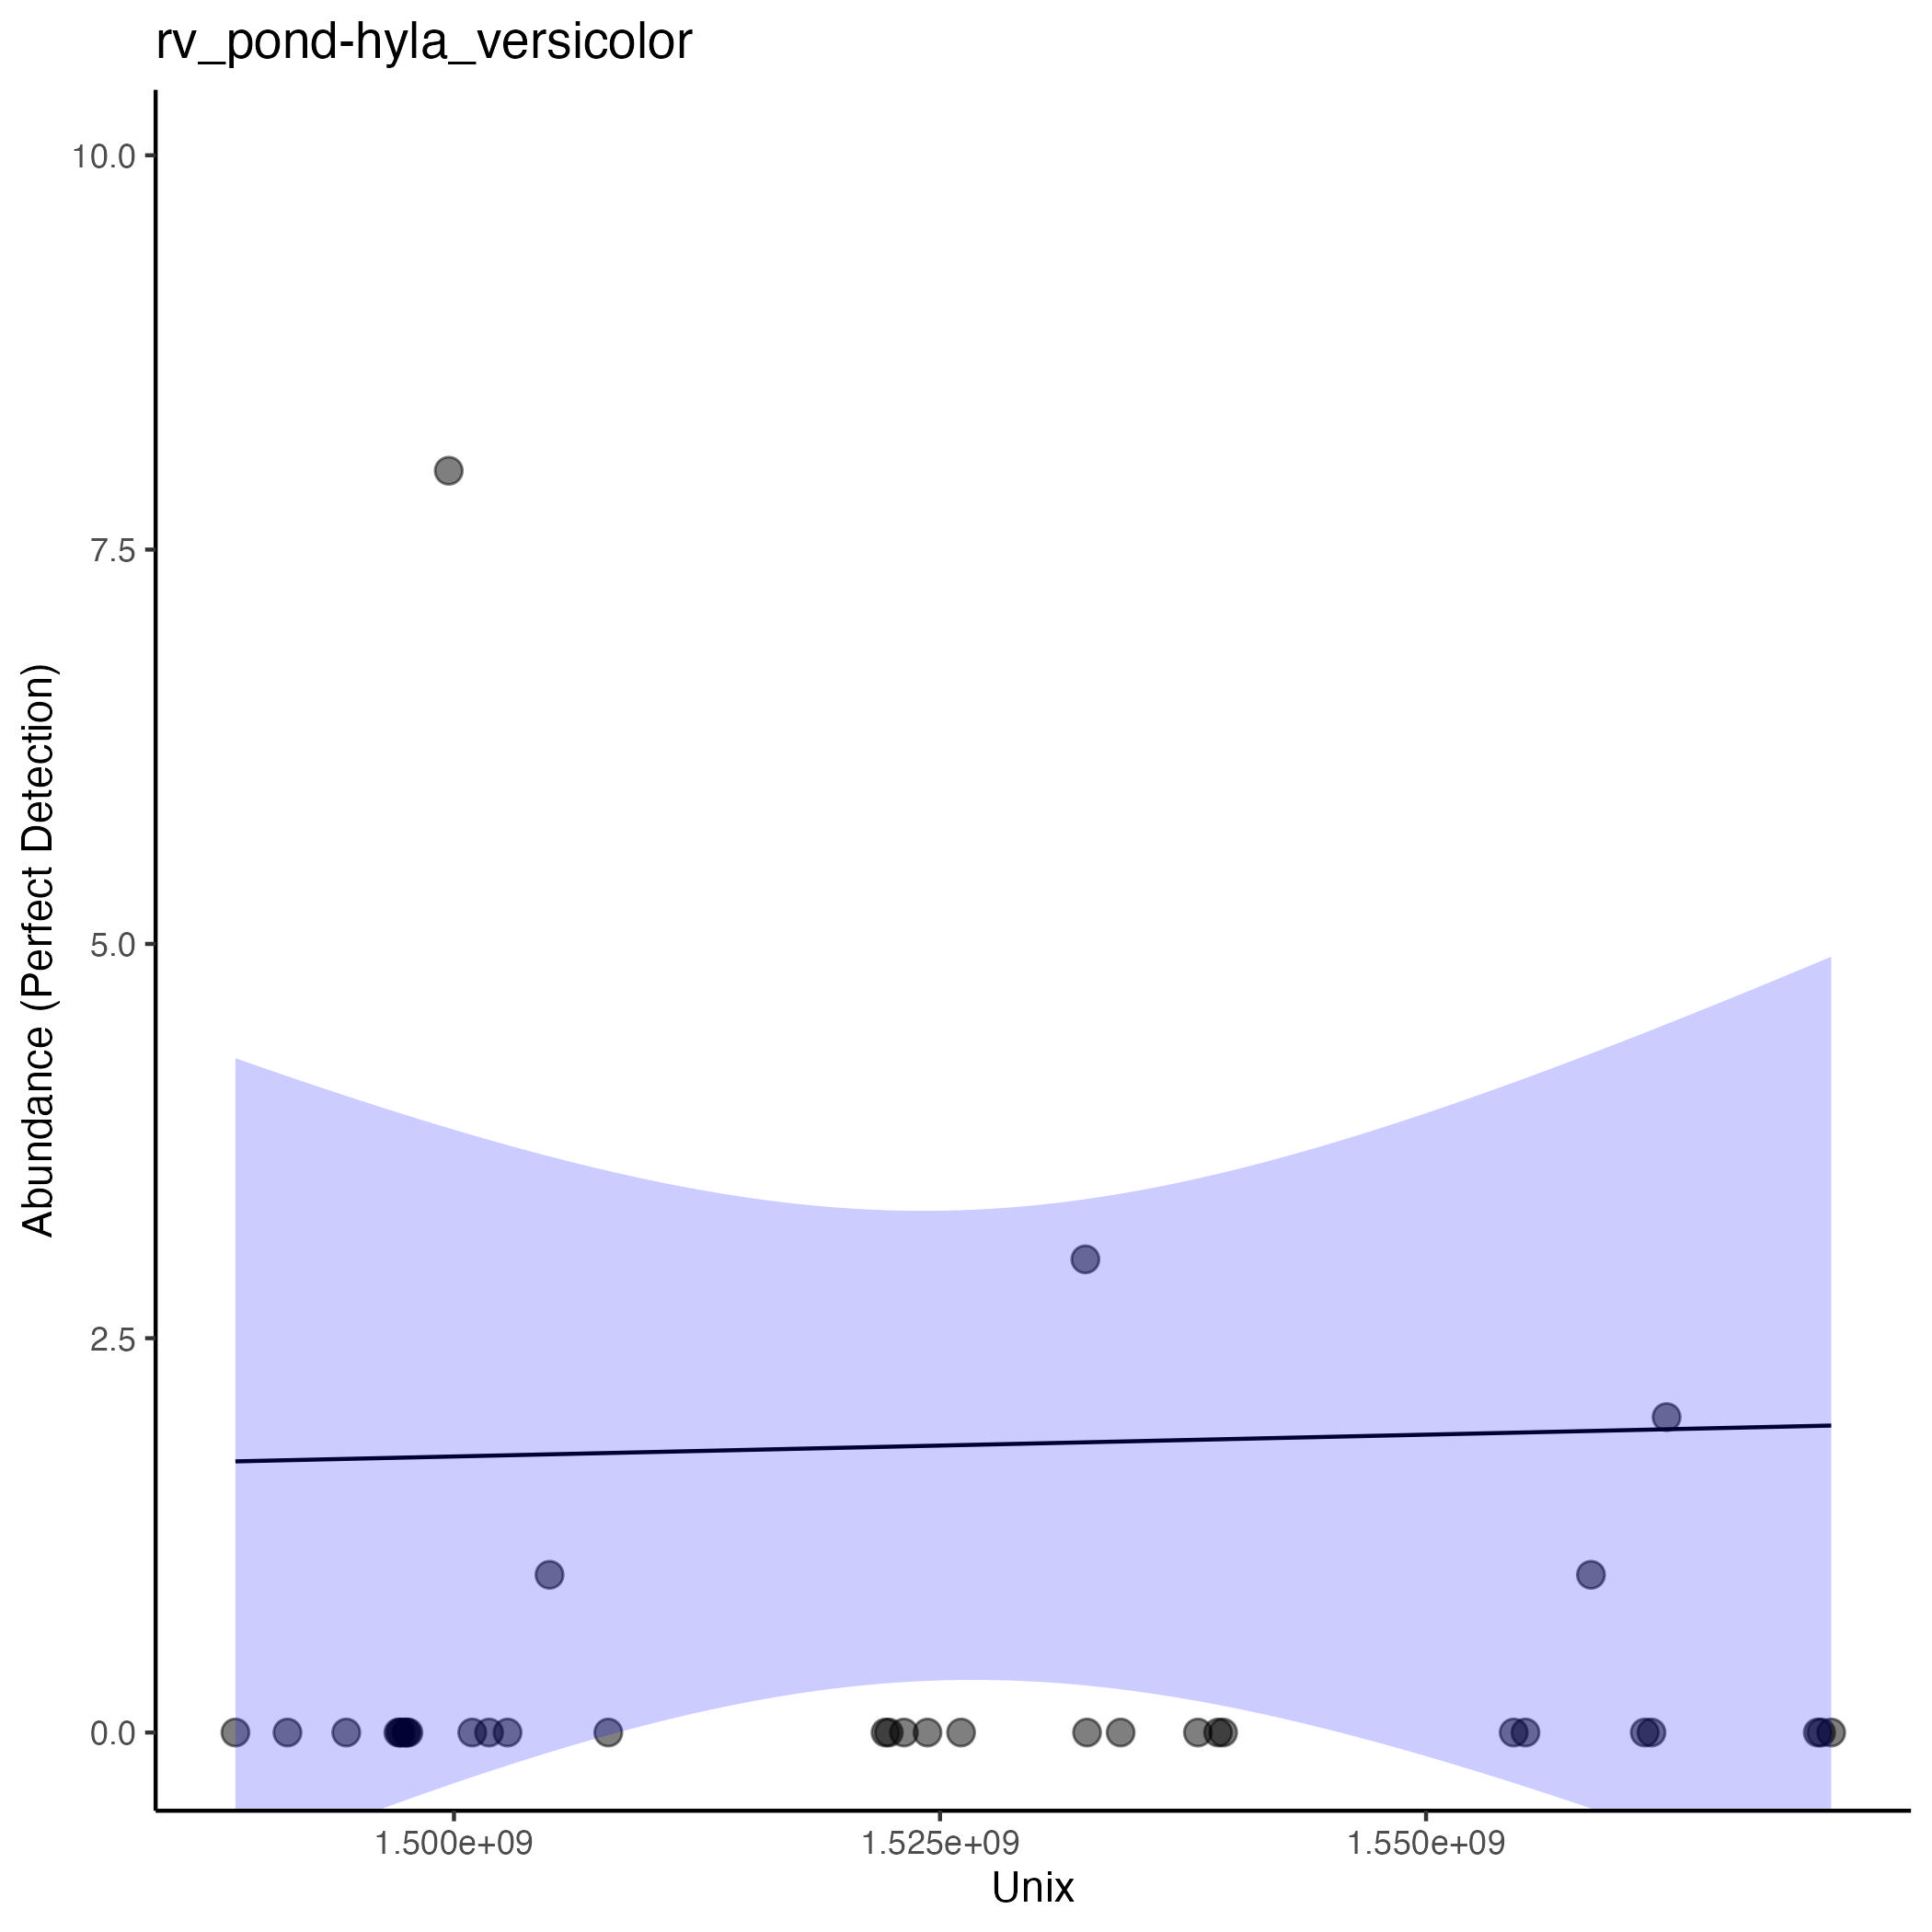 rv_pond-hyla_versicolor
10.0
7.5
5.0
2.5
0.0
Abundance (Perfect Detection)
1.500e+09 1.525e+09 1.550e+09
Unix